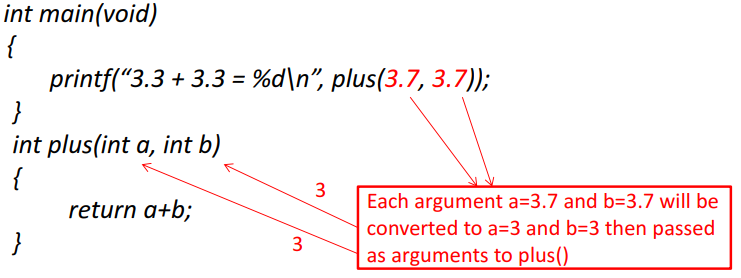 int main(void)
{
printf(“3.3 + 3.3 = %d\n”, plus(3.7, 3.7));
}
int plus(int a, int b)
{
return a+b;
}
3
3
Each argument a=3.7 and b=3.7 will be
converted to a=3 and b=3 then passed
as arguments to plus()